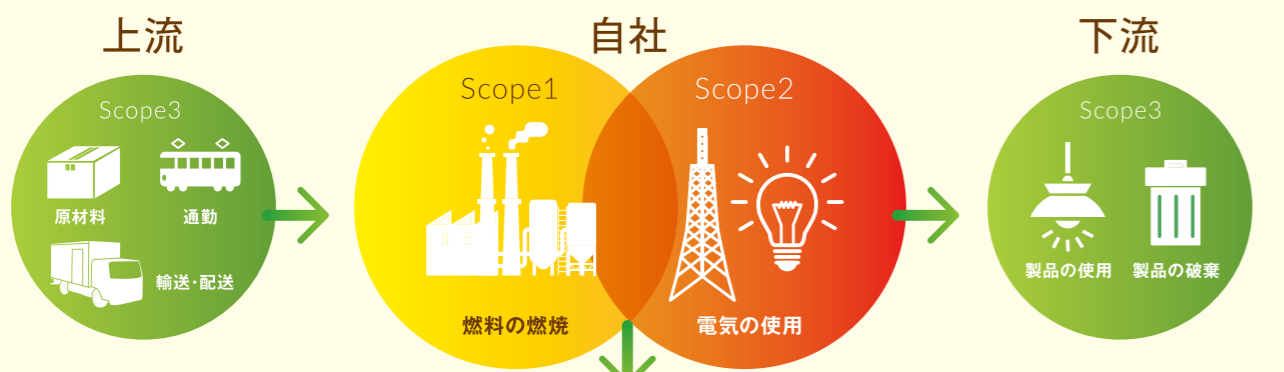 上流
Scope3
原材料
通勤
輸送・配送
自社
Scope1
燃料の燃焼
Scope2
電気の使用
下流
Scope3
製品の使用
製品の破棄